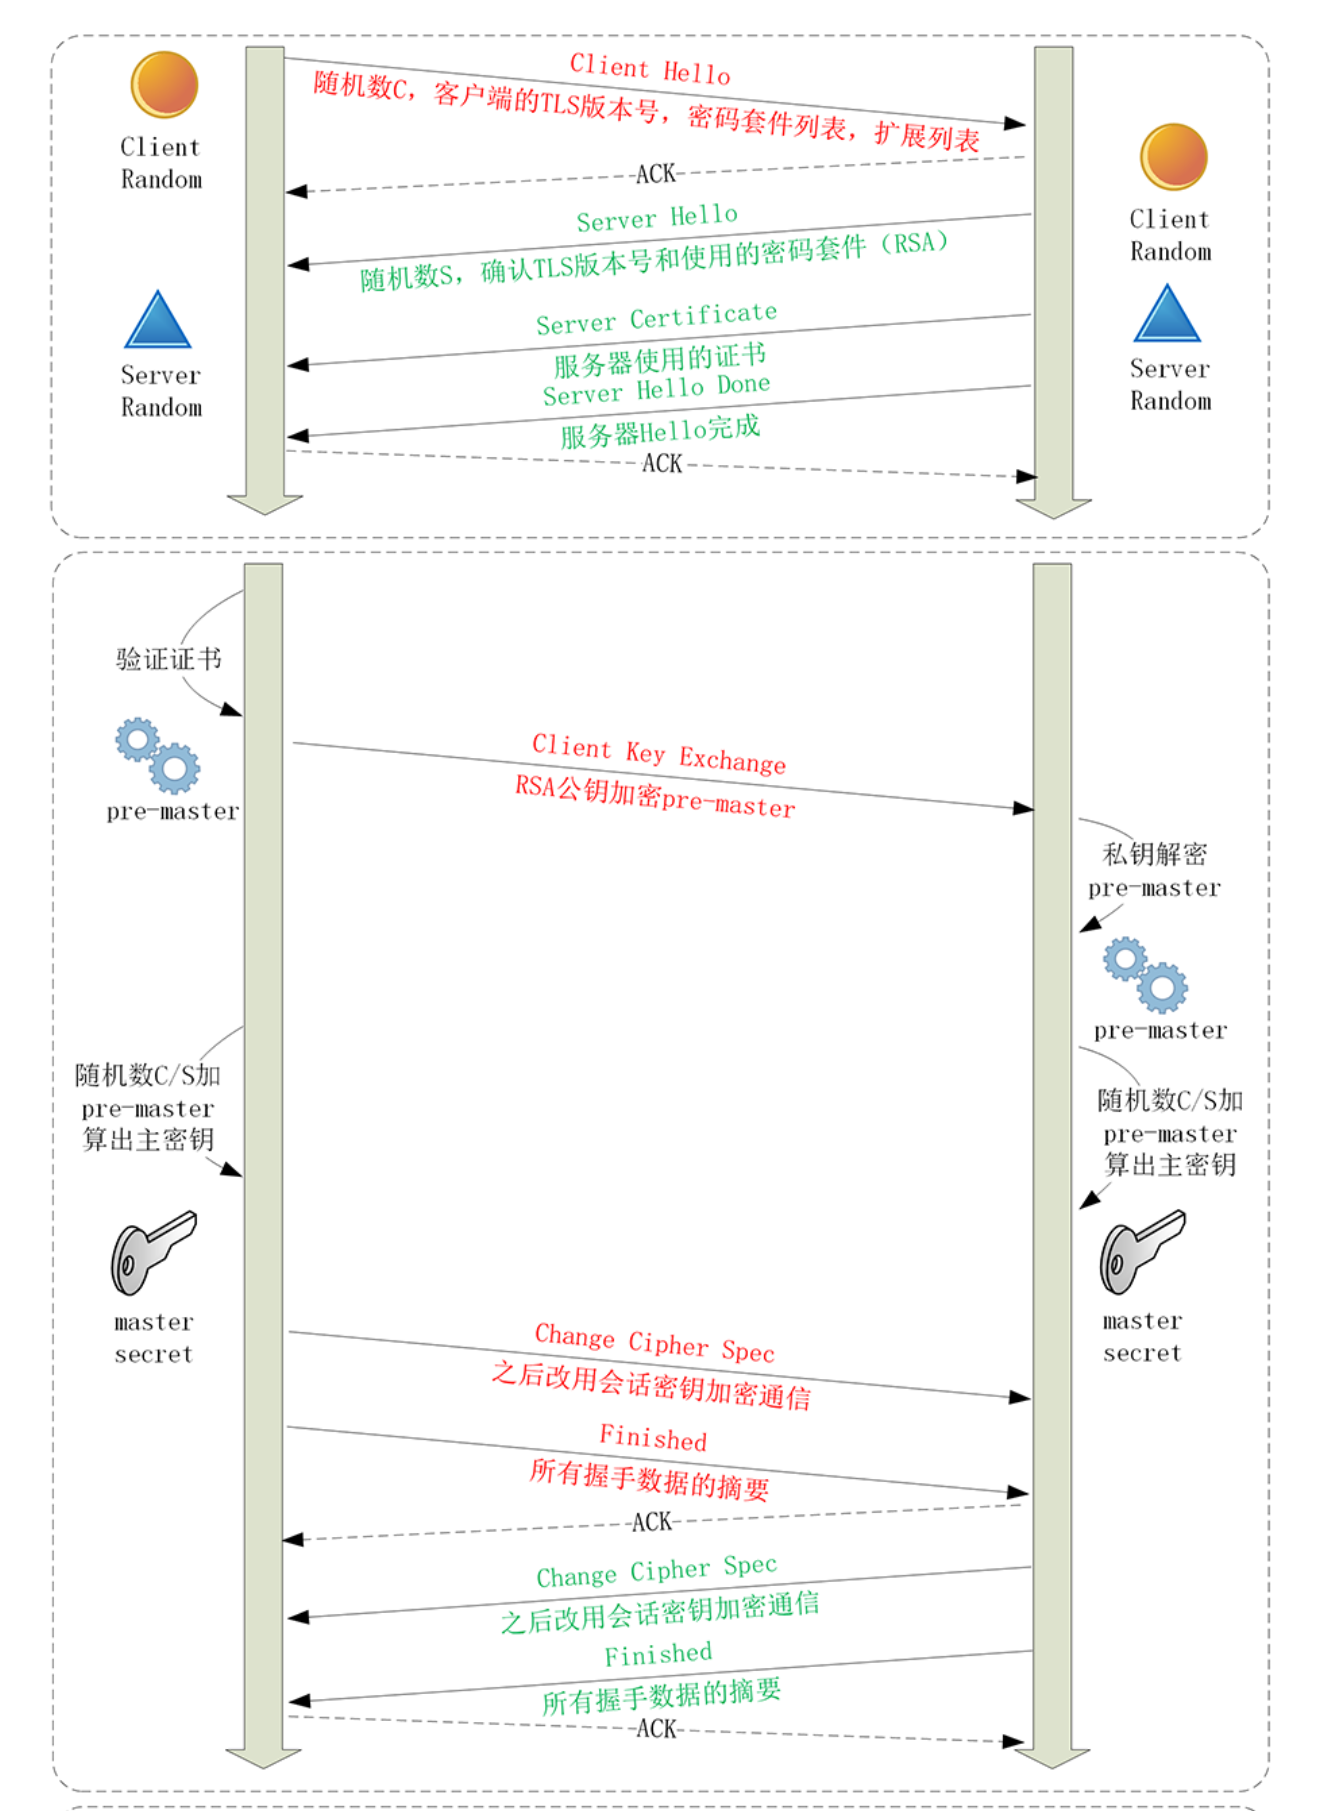 Client Hello
随机数C，客户端的TLS版本号，密码套件列表，扩展列表
Client
Random
ACK
Client
Random
Server Hello
随机数S，确认TLS版本号和使用的密码套件（RSA）
Server Certificate
服务器使用的证书
Server
Random
Server
Random
Server Hello Done
服务器Hello完成
ACK
验证证书
pre-master
Client Key Exchange
RSA公钥加密pre-master
私钥解密
pre-master
pre-master
随机数C/S加
pre-master
算出主密钥
随机数C/S加
pre-master
算出主密钥
master
secret
master
secret
Change Cipher Spec
之后改用会话密钥加密通信
Finished
所有握手数据的摘要
ACK
Change Cipher Spec
之后改用会话密钥加密通信
Finished
所有握手数据的摘要
ACK